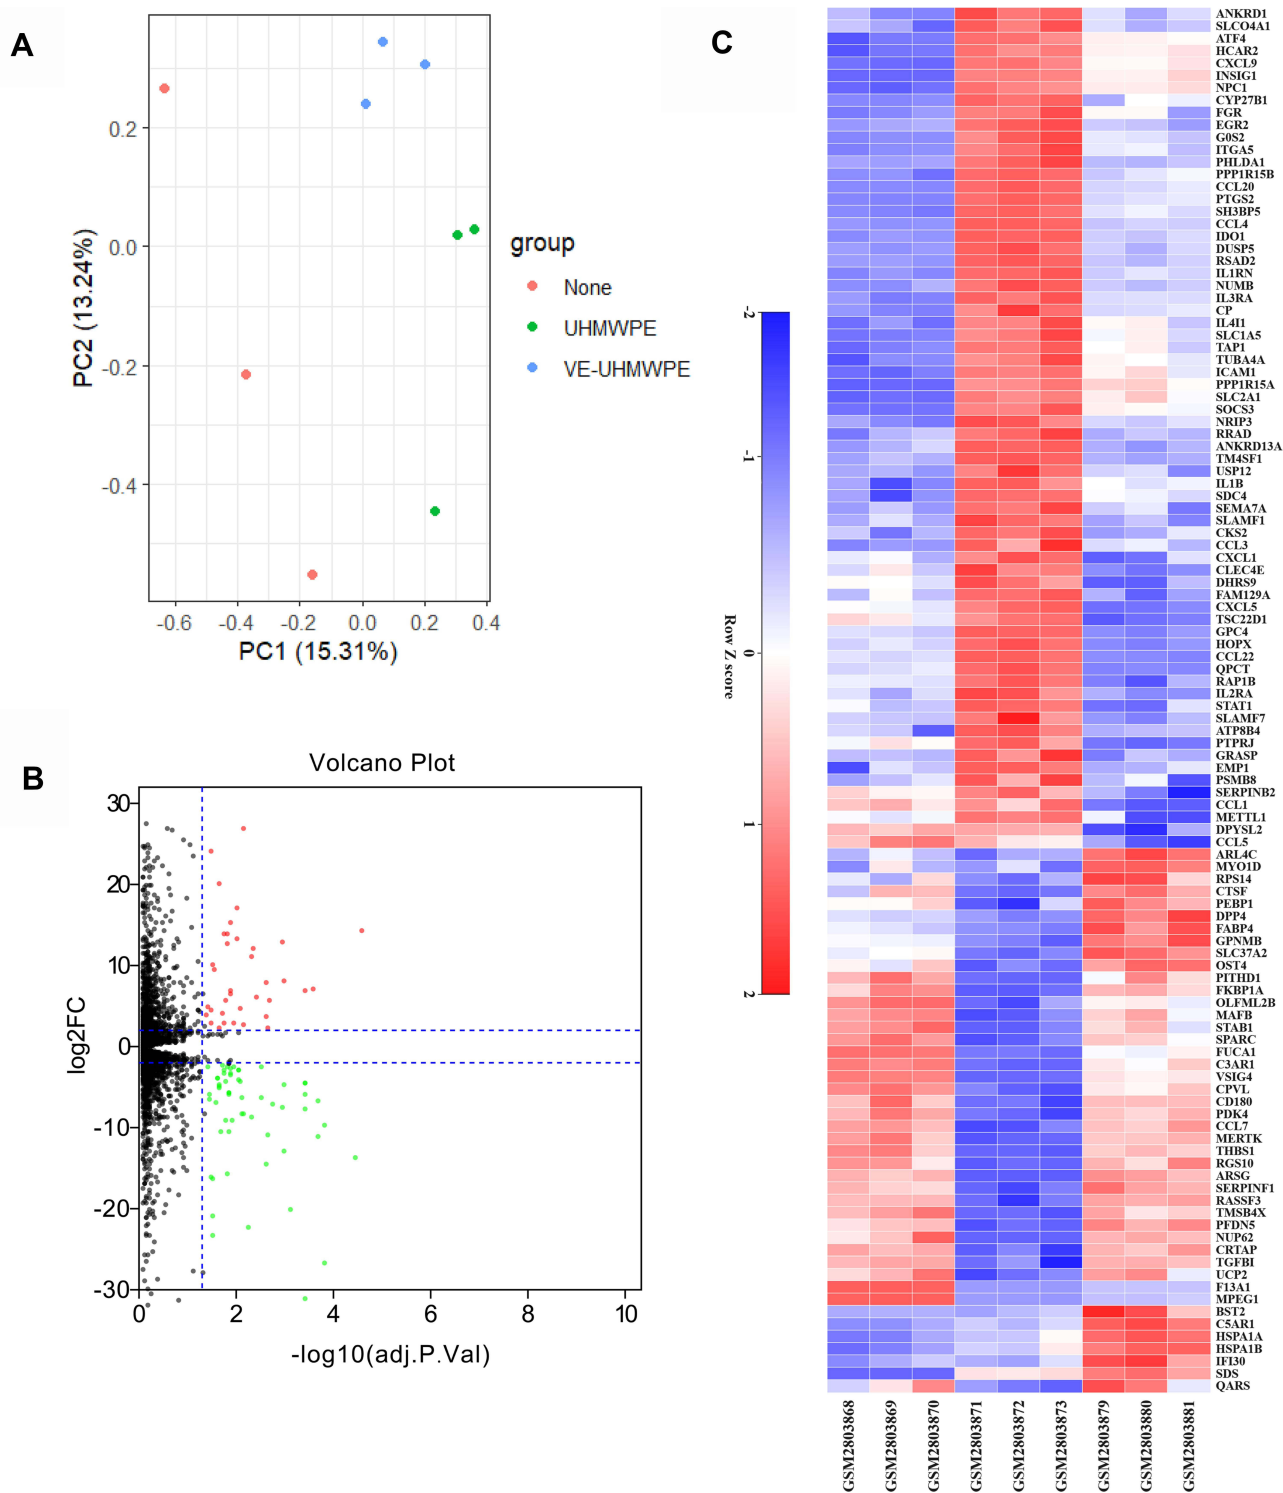 A
0.2
0.0
-0.2
-0.4
PC2 (13.24%)
-0.6
-0.4
-0.2
0.0
0.2
0.4
PC1 (15.31%)
group
None
UHMWPE
VE-UHMWPE
B
Volcano Plot
30
20
10
0
-10
-20
-30
log2FC
0
2
4
6
8
10
-log10(adj.P.Val)
C
-2
-1
0
1
2
Row Z score
ANKRD1
SLCO4A1
ATF4
HCAR2
CXCL9
INSIG1
NPC1
CYP27B1
FGR
EGR2
G0S2
ITGA5
PHLDA1
PPP1R15B
CCL20
PTGS2
SH3BP5
CCL4
IDO1
DUSP5
RSAD2
IL1RN
NUMB
IL3RA
CP
IL4I1
SLC1A5
TAP1
TUBA4A
ICAM1
PPP1R15A
SLC2A1
SOCS3
NRIP3
RRAD
ANKRD13A
TM4SF1
USP12
IL1B
SDC4
SEMA7A
SLAMF1
CKS2
CCL3
CXCL1
CLEC4E
DHRS9
FAM129A
CXCL5
TSC22D1
GPC4
HOPX
CCL22
QPCT
RAP1B
IL2RA
STAT1
SLAMF7
ATP8B4
PTPRJ
GRASP
EMP1
PSMB8
SERPINB2
CCL1
METTL1
DPYSL2
CCL5
ARL4C
MYO1D
RPS14
CTSF
PEBP1
DPP4
FABP4
GPNMB
SLC37A2
OST4
PITHD1
FKBP1A
OLFML2B
MAFB
STAB1
SPARC
FUCA1
C3AR1
VSIG4
CPVL
CD180
PDK4
CCL7
MERTK
THBS1
RGS10
ARSG
SERPINF1
RASSF3
TMSB4X
PFDN5
NUP62
CRTAP
TGFBI
UCP2
F13A1
MPEG1
BST2
C5AR1
HSPA1A
HSPA1B
IFI30
SDS
QARS
GSM2803868
GSM2803869
GSM2803870
GSM2803871
GSM2803872
GSM2803873
GSM2803879
GSM2803880
GSM2803881